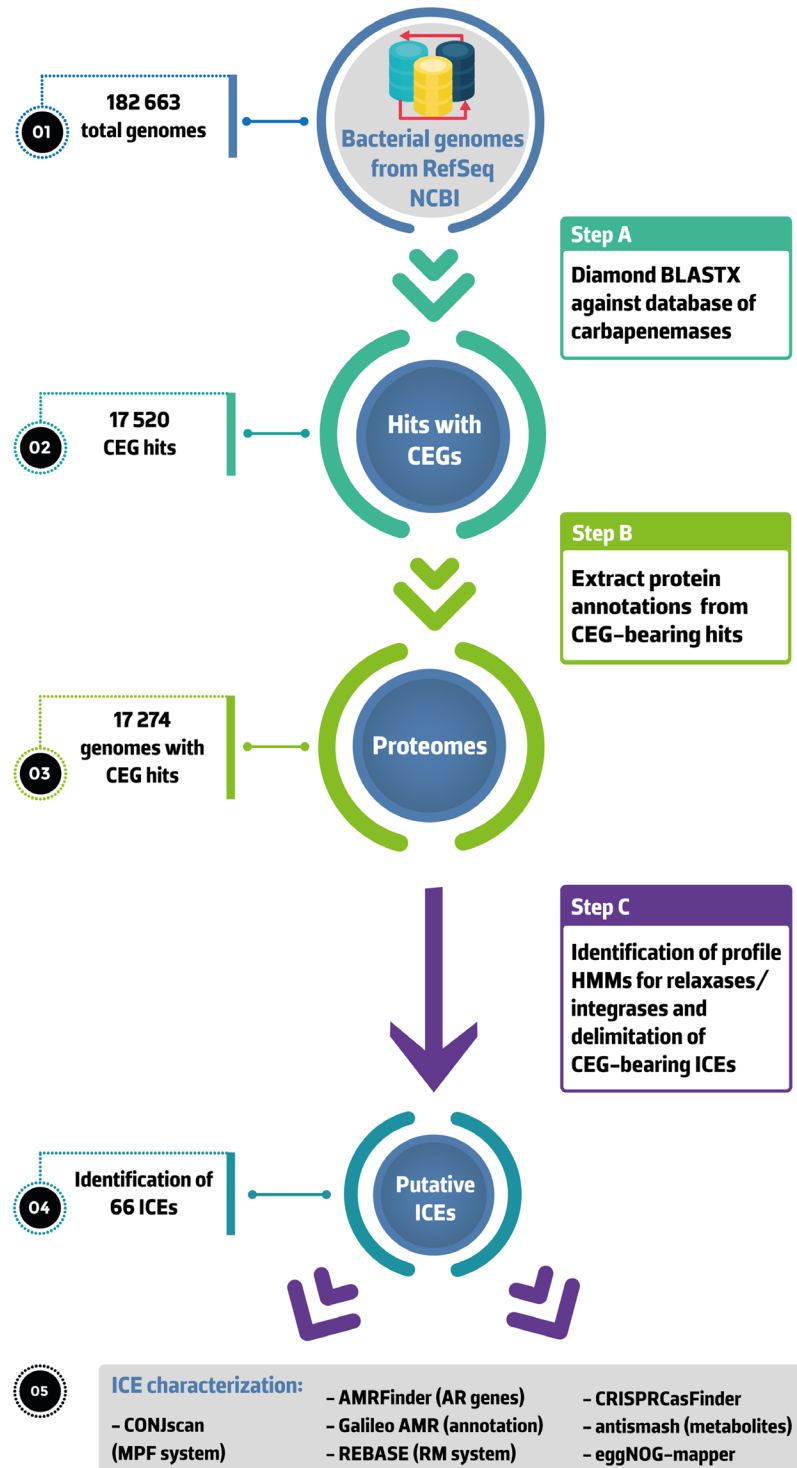 01
182 663
total genomes
Bacterial genomes
from RefSeq
NCBI
Step A
Diamond BLASTX
against database of
carbapenemases
02
17 520
CEG hits
Hits with
CEGs
Step B
Extract protein
annotations from
CEG-bearing hits
03
17 274
genomes with
CEG hits
Proteomes
Step C
Identification of profile
HMMs for relaxases/
integrases and
delimitation of
CEG-bearing ICEs
04
Identification of
66 ICEs
Putative
ICEs
05
ICE characterization:
– CONJscan
(MPF system)
– AMRFinder (AR genes)
– Galileo AMR (annotation)
– REBASE (RM system)
– CRISPRCasFinder
– antismash (metabolites)
– eggNOG-mapper